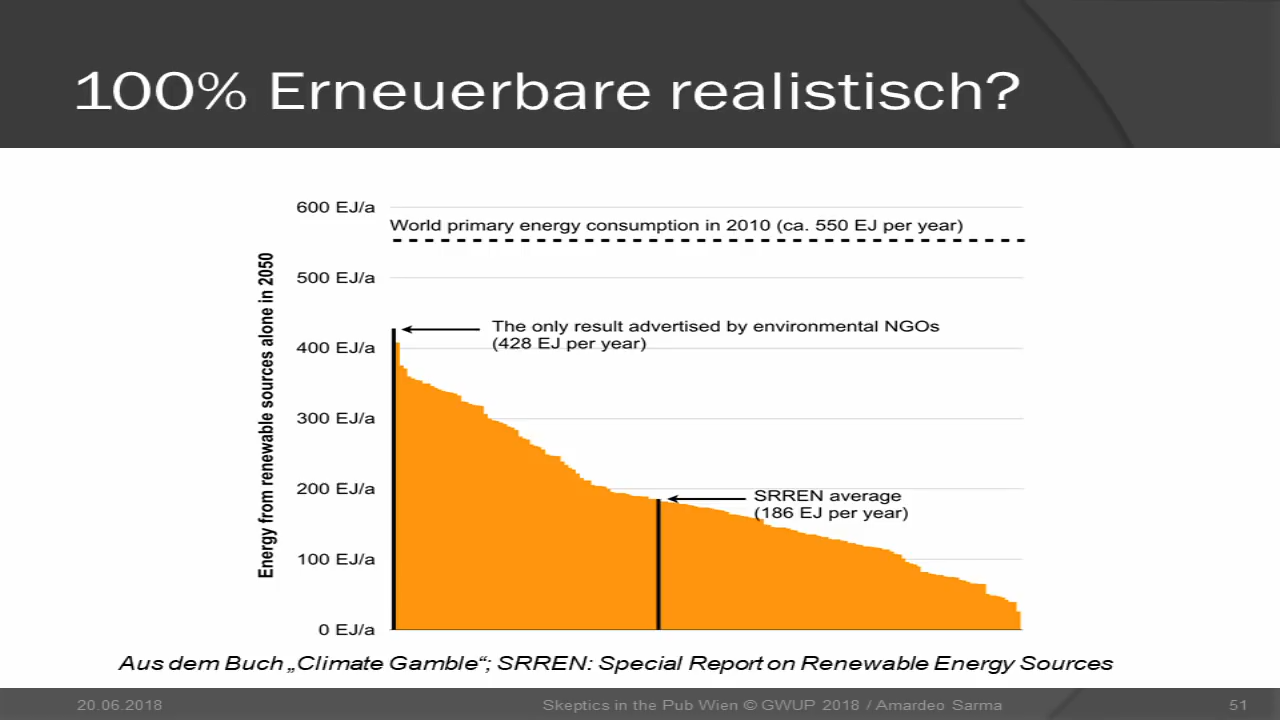 100% Erneuerbare realistisch?
600 EJ/a
World primary energy consumption in 2010 (ca. 550 EJ per year)
500 EJ/a
Energy from renewable sources alone in 2050
The only result advertised by environmental NGOs
(428 EJ per year)
400 EJ/a
300 EJ/a
200 EJ/a
SRREN average
(186 EJ per year)
100 EJ/a
0 EJ/a
Aus dem Buch „Climate Gamble“; SRREN: Special Report on Renewable Energy Sources
20.06.2018
Skeptics in the Pub Wien © GWUP 2018 / Amardeo Sarma
51